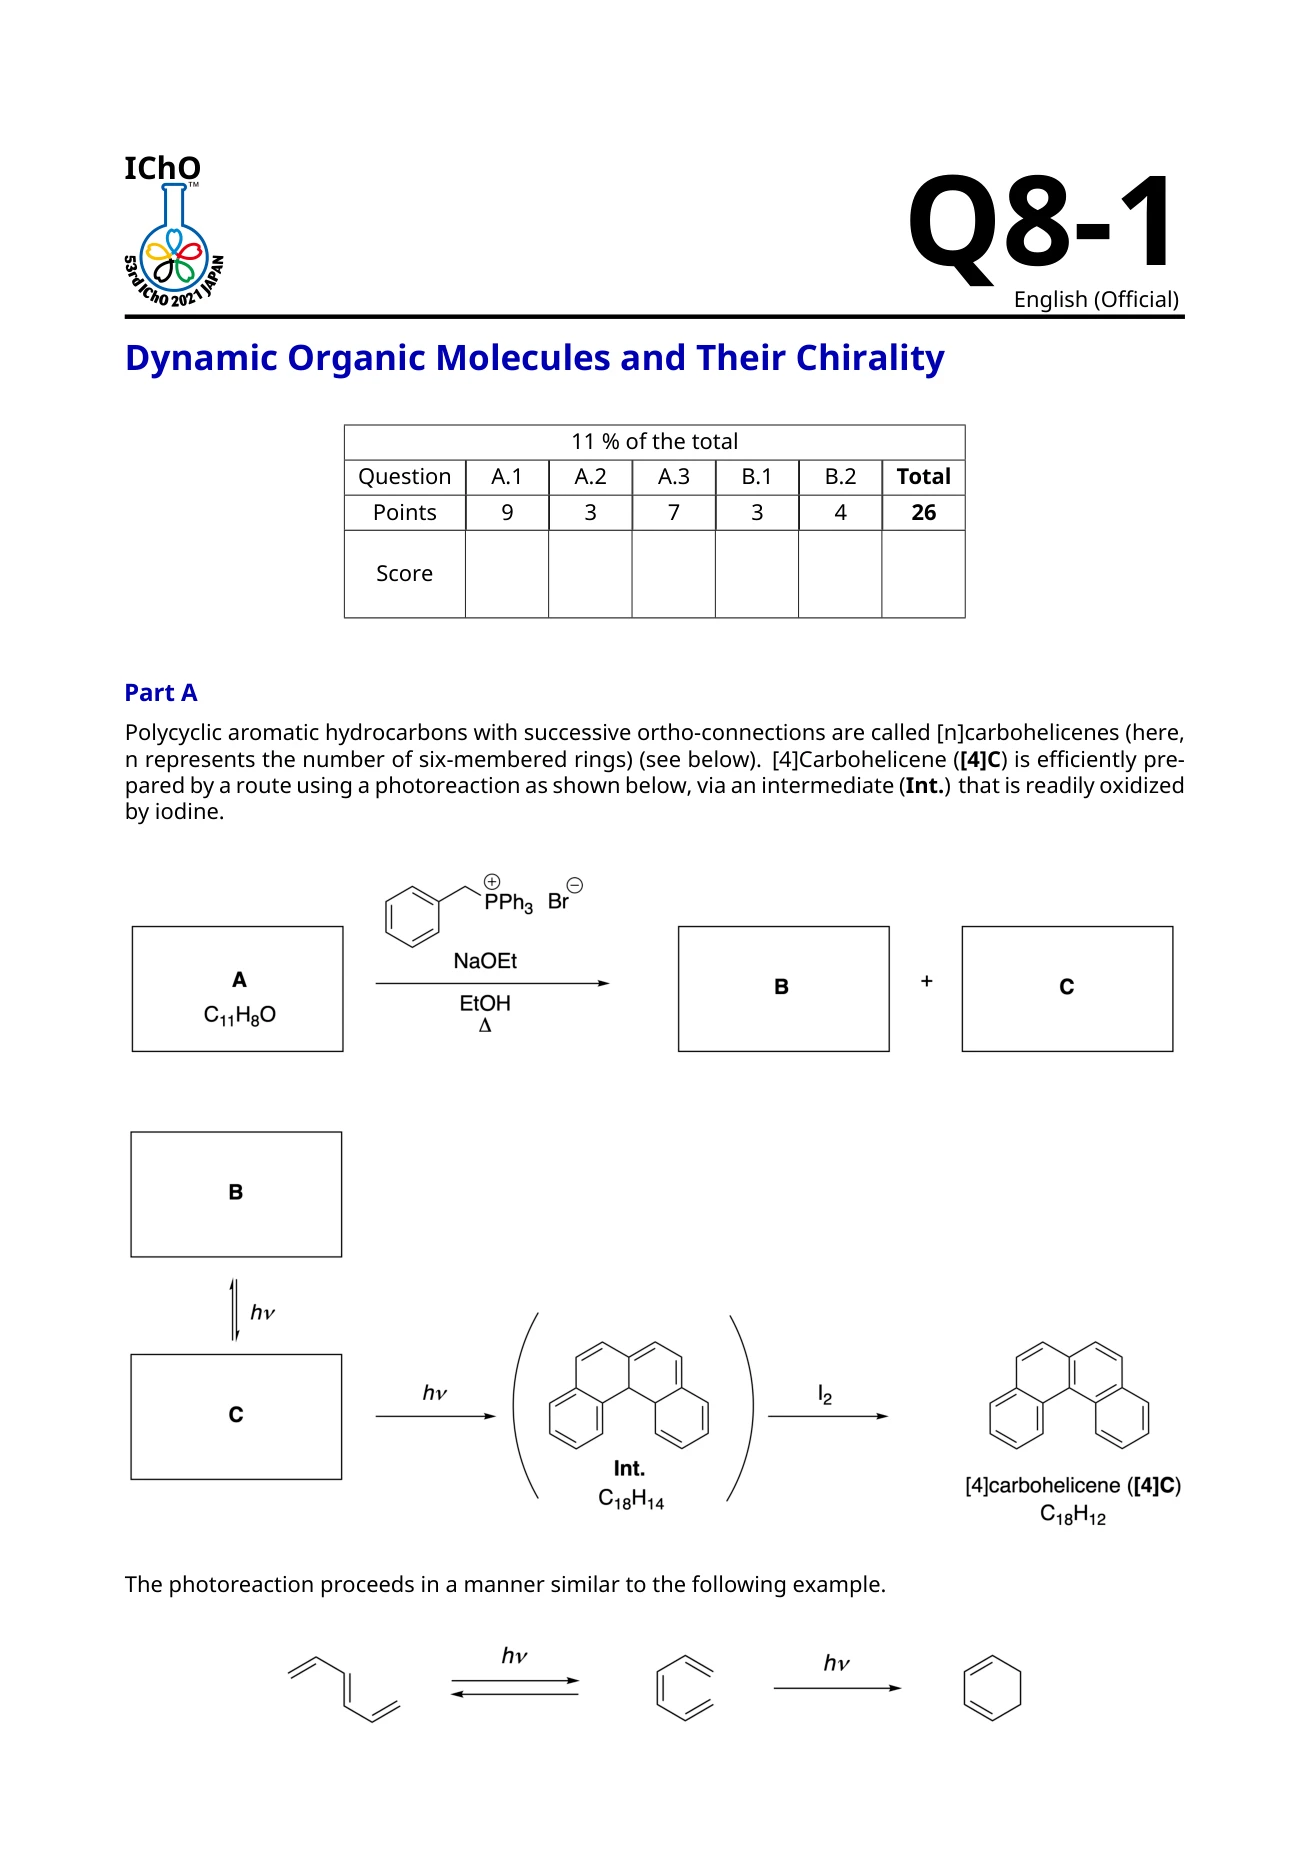 IChO
TM
53rd IChO 2021 JAPAN
Q8-1
English (Official)
Dynamic Organic Molecules and Their Chirality
11 % of the total
Question A.1 A.2 A.3 B.1 B.2 Total
Points 9 3 7 3 4 26
Score
Part A
Polycyclic aromatic hydrocarbons with successive ortho-connections are called [n]carbohelicenes (here,
n represents the number of six-membered rings) (see below). [4]Carbohelicene ([4]C) is efficiently pre-
pared by a route using a photoreaction as shown below, via an intermediate (Int.) that is readily oxidized
by iodine.
⊕
PPh3 Br⊖
NaOEt
EtOH
Δ
A
C11H8O
B
+
C
B
hν
C
hν
Int.
C18H14
I2
[4]carbohelicene ([4]C)
C18H12
The photoreaction proceeds in a manner similar to the following example.
hν
hν